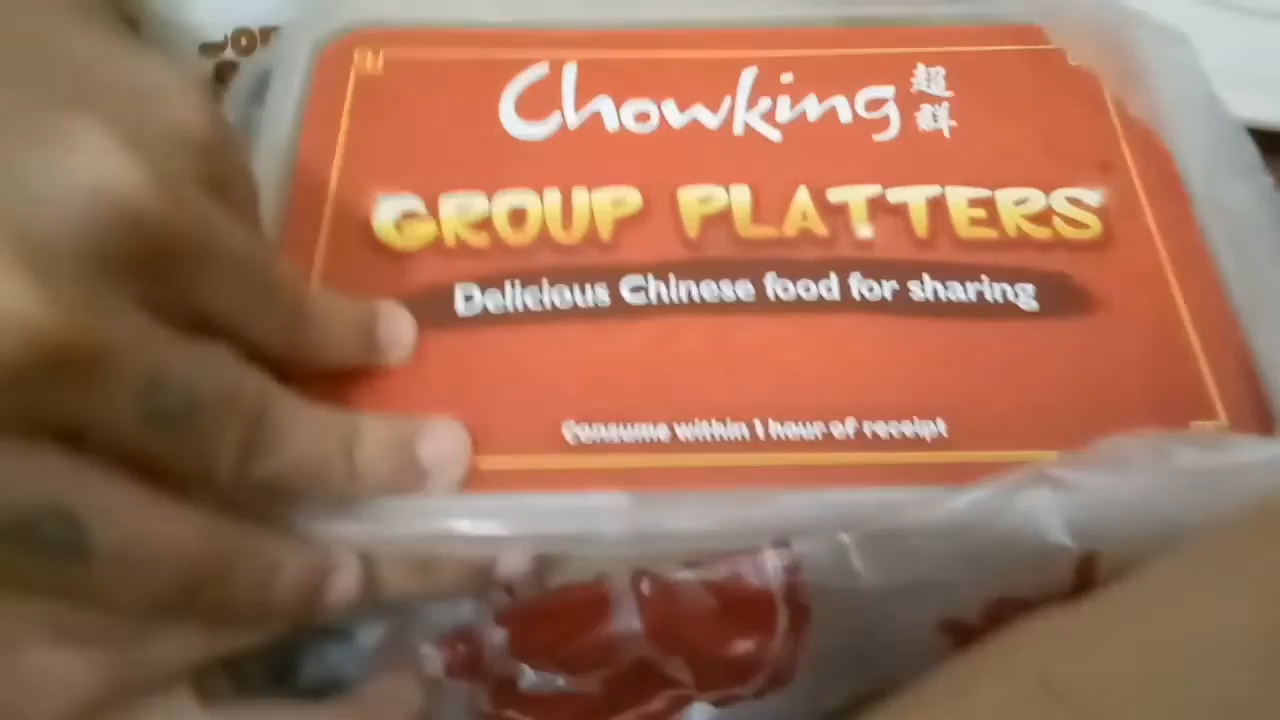 Chowking 超群
GROUP PLATTERS
Delicious Chinese food for sharing
Consume within 1 hour of receipt